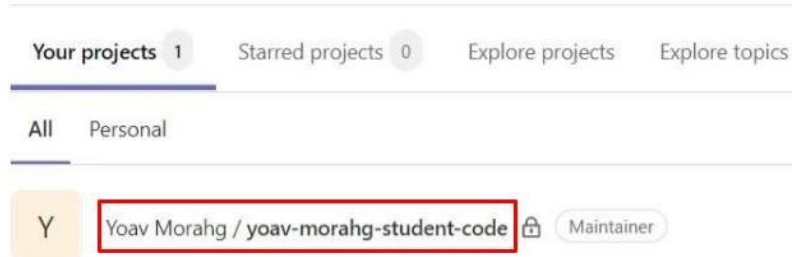 Your projects 1 Starred projects 0 Explore projects Explore topics
All Personal
Y Yoav Morahg / yoav-morahg-student-code Maintainer